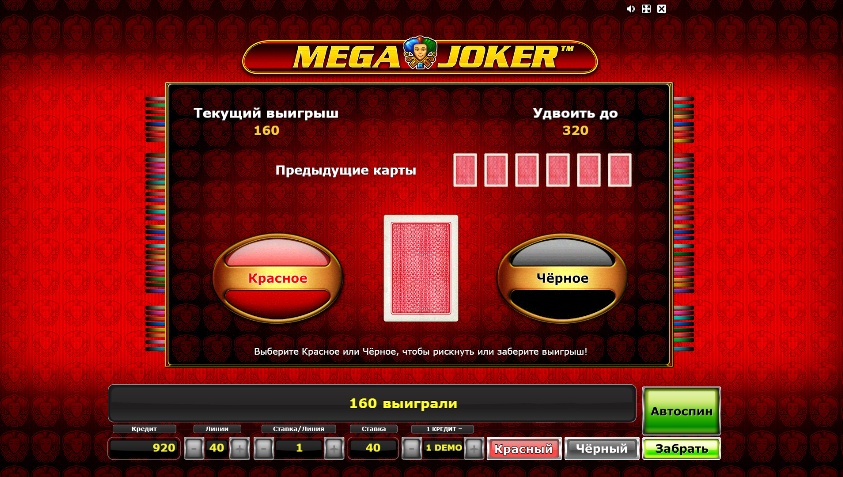 MEGA JOKER™
Текущий выигрыш
160
Удвоить до
320
Предыдущие карты
Красное
Чёрное
Выберите Красное или Чёрное, чтобы рискнуть или заберите выигрыш!
160 выиграли
Автоспин
Кредит Линии Ставка/Линия Ставка 1 КРЕДИТ =
920 - 40 + - 1 + 40 - 1 DEMO + Красный Чёрный Забрать